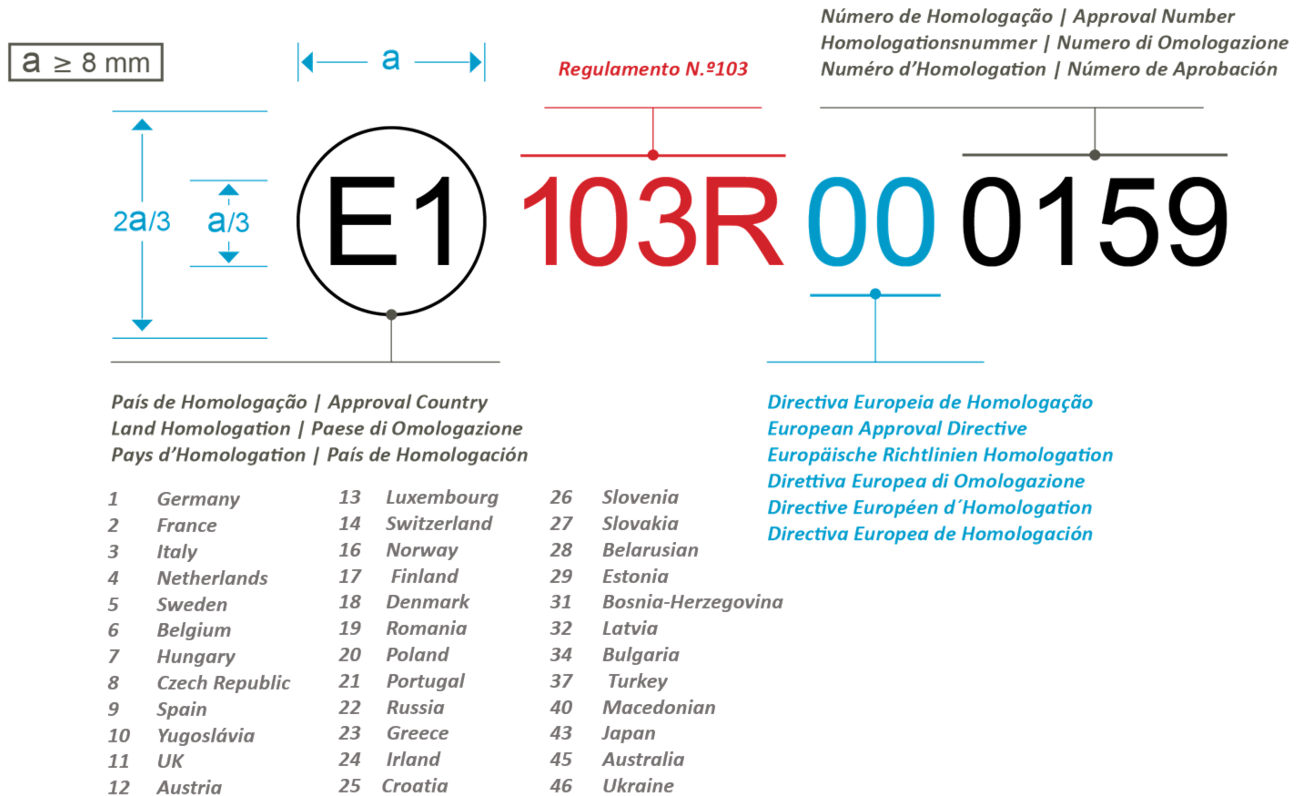 a ≥ 8 mm
a
Regulamento N.º103
Número de Homologação | Approval Number
Homologationsnummer | Numero di Omologazione
Numéro d'Homologation | Número de Aprobación
2a/3
a/3
E1 103R 00 0159
País de Homologação | Approval Country
Land Homologation | Paese di Omologazione
Pays d'Homologation | País de Homologación
Directiva Europeia de Homologação
European Approval Directive
Europäische Richtlinien Homologation
Direttiva Europea di Omologazione
Directive Européen d´Homologation
Directiva Europea de Homologación
1 Germany
2 France
3 Italy
4 Netherlands
5 Sweden
6 Belgium
7 Hungary
8 Czech Republic
9 Spain
10 Yugoslávia
11 UK
12 Austria
13 Luxembourg
14 Switzerland
16 Norway
17 Finland
18 Denmark
19 Romania
20 Poland
21 Portugal
22 Russia
23 Greece
24 Irland
25 Croatia
26 Slovenia
27 Slovakia
28 Belarusian
29 Estonia
31 Bosnia-Herzegovina
32 Latvia
34 Bulgaria
37 Turkey
40 Macedonian
43 Japan
45 Australia
46 Ukraine